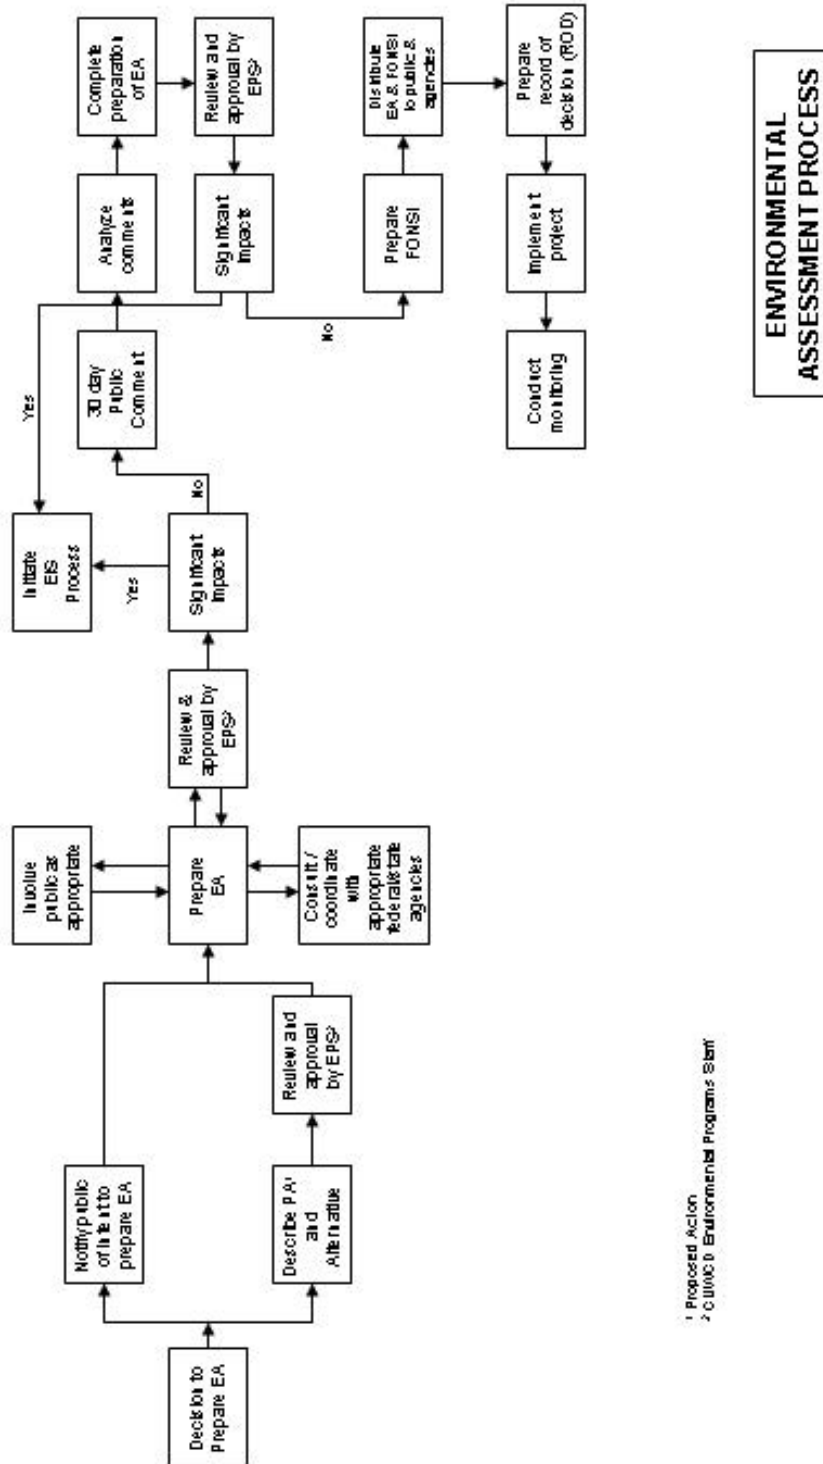 Decision to
Prepare EA
Notify public
of intent to
prepare EA
Describe PA¹
and
Alternative
Review and
approval
by EPS²
Involve
public as
appropriate
Prepare
EA
Consult /
coordinate
with
appropriate
federal/state
agencies
Review &
approval by
EPS²
Initiate
EIS
Process
Yes
Significant
Impacts
No
Yes
30 day
Public
Comment
Analyze
comments
Complete
preparation
of EA
Review and
approval by
EPS²
Significant
Impacts
No
Prepare
FONSI
Distribute
EA & FONSI
to public &
agencies
Prepare
record of
decision (ROD)
Implement
project
Conduct
monitoring
¹ Proposed Action
² CUWCD Environmental Programs Staff
ENVIRONMENTAL
ASSESSMENT PROCESS